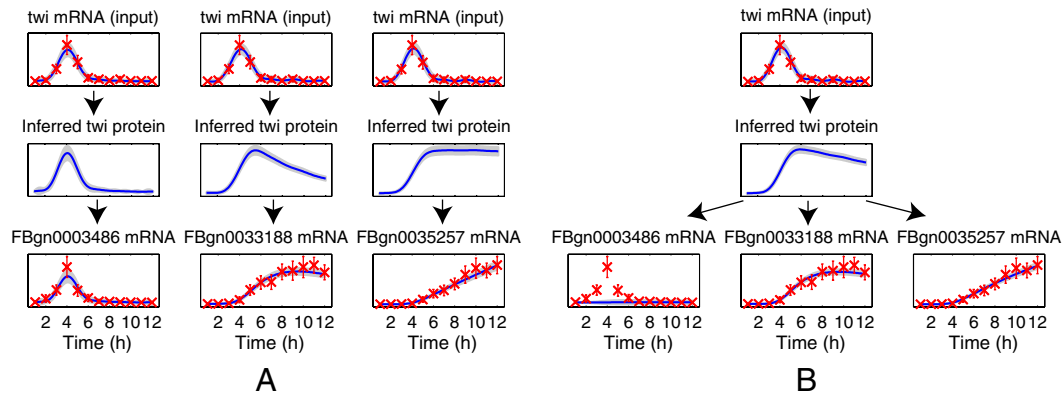 twi mRNA (input) twi mRNA (input) twi mRNA (input) twi mRNA (input)
Inferred twi protein Inferred twi protein Inferred twi protein Inferred twi protein
FBgn0003486 mRNA FBgn0033188 mRNA FBgn0035257 mRNA FBgn0003486 mRNA FBgn0033188 mRNA FBgn0035257 mRNA
2 4 6 8 10 12 2 4 6 8 10 12 2 4 6 8 10 12 2 4 6 8 10 12 2 4 6 8 10 12 2 4 6 8 10 12
Time (h) Time (h) Time (h) Time (h) Time (h) Time (h)
A B